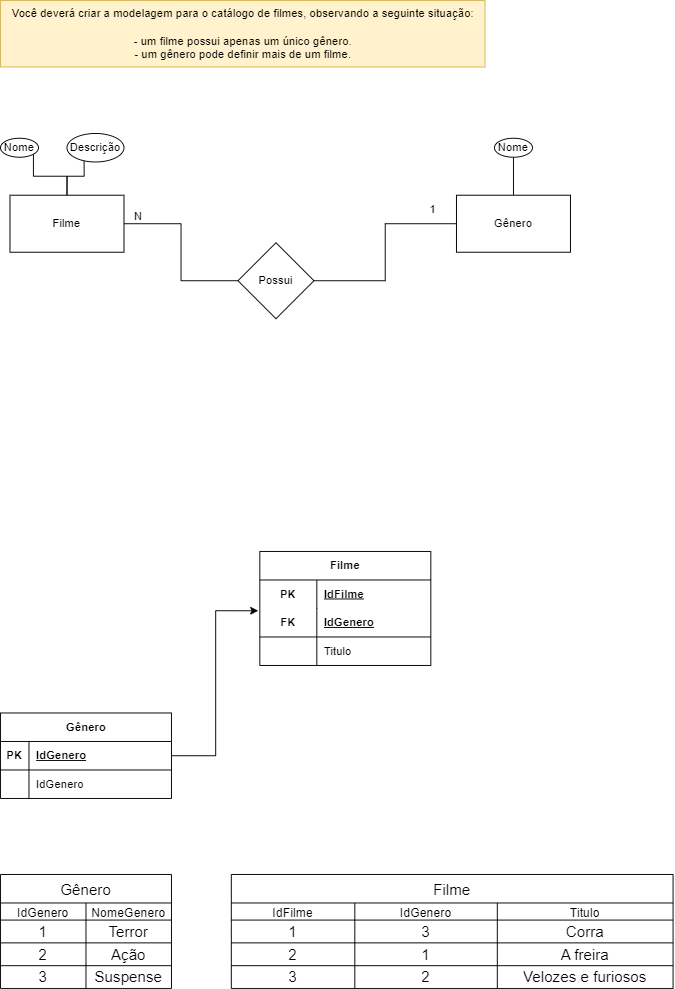 Você deverá criar a modelagem para o catálogo de filmes, observando a seguinte situação:
- um filme possui apenas um único gênero.
- um gênero pode definir mais de um filme.
Nome
Descrição
Nome
Filme
N
1
Gênero
Possui
Filme
PK IdFilme
FK IdGenero
Titulo
Gênero
PK IdGenero
IdGenero
Gênero
IdGenero NomeGenero
1 Terror
2 Ação
3 Suspense
Filme
IdFilme IdGenero Titulo
1 3 Corra
2 1 A freira
3 2 Velozes e furiosos